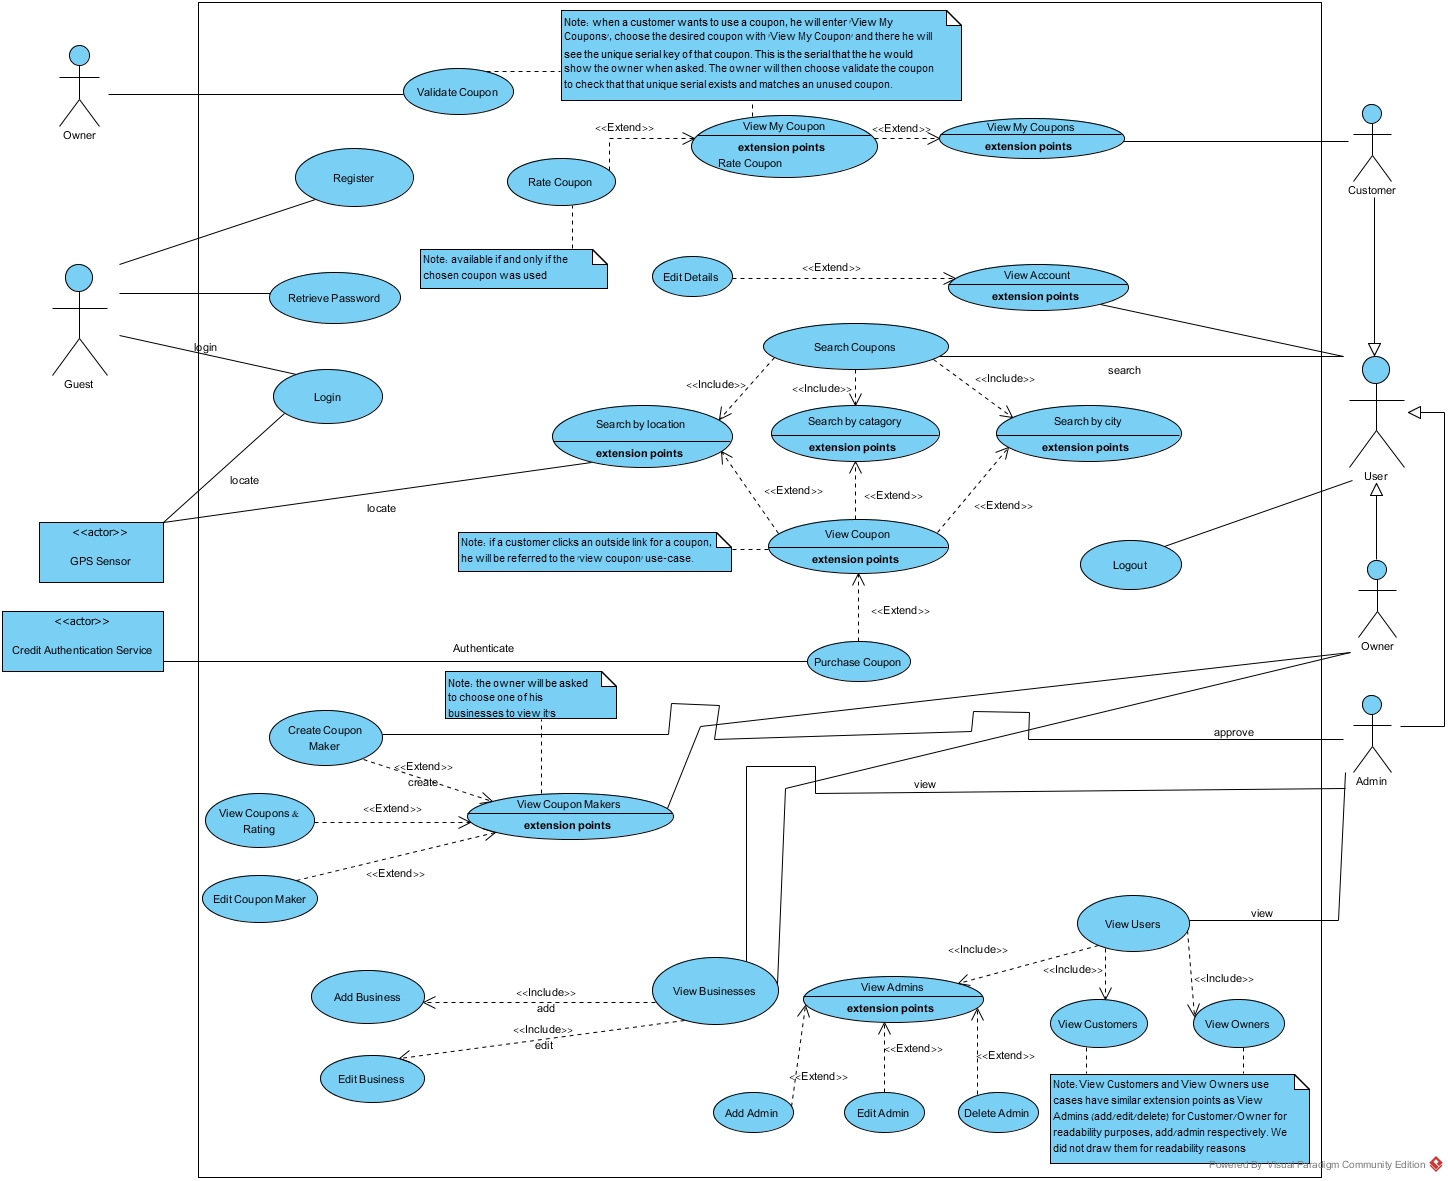 Note: when a customer wants to use a coupon, he will enter 'View My
Coupons', choose the desired coupon with 'View My Coupon' and there he will
see the unique serial key of that coupon. This is the serial that the he would
show the owner when asked. The owner will then choose validate the coupon
to check that that unique serial exists and matches an unused coupon.
Owner
Validate Coupon
<<Extend>>
View My Coupon
extension points
Rate Coupon
<<Extend>>
View My Coupons
extension points
Customer
Register
Rate Coupon
Note: available if and only if the
chosen coupon was used
Edit Details
<<Extend>>
View Account
extension points
Guest
Retrieve Password
login
Login
Search Coupons
search
<<Include>>
<<Include>>
<<Include>>
Search by location
extension points
Search by catagory
extension points
Search by city
extension points
User
locate
locate
<<Extend>>
<<Extend>>
<<Extend>>
<<actor>>
GPS Sensor
Note: if a customer clicks an outside link for a coupon,
he will be referred to the 'view coupon' use-case.
View Coupon
extension points
Logout
<<Extend>>
<<actor>>
Credit Authentication Service
Authenticate
Purchase Coupon
Owner
Note: the owner will be asked
to choose one of his
businesses to view it's
Create Coupon
Maker
approve
Admin
<<Extend>>
create
view
View Coupons &
Rating
<<Extend>>
View Coupon Makers
extension points
<<Extend>>
Edit Coupon Maker
View Users
view
<<Include>>
<<Include>>
<<Include>>
Add Business
<<Include>>
add
View Businesses
View Admins
extension points
View Customers
View Owners
<<Include>>
edit
Edit Business
<<Extend>>
<<Extend>>
<<Extend>>
Add Admin
Edit Admin
Delete Admin
Note: View Customers and View Owners use
cases have similar extension points as View
Admins (add/edit/delete) for Customer/Owner for
readability purposes, add/admin respectively. We
did not draw them for readability reasons
Powered By Visual Paradigm Community Edition